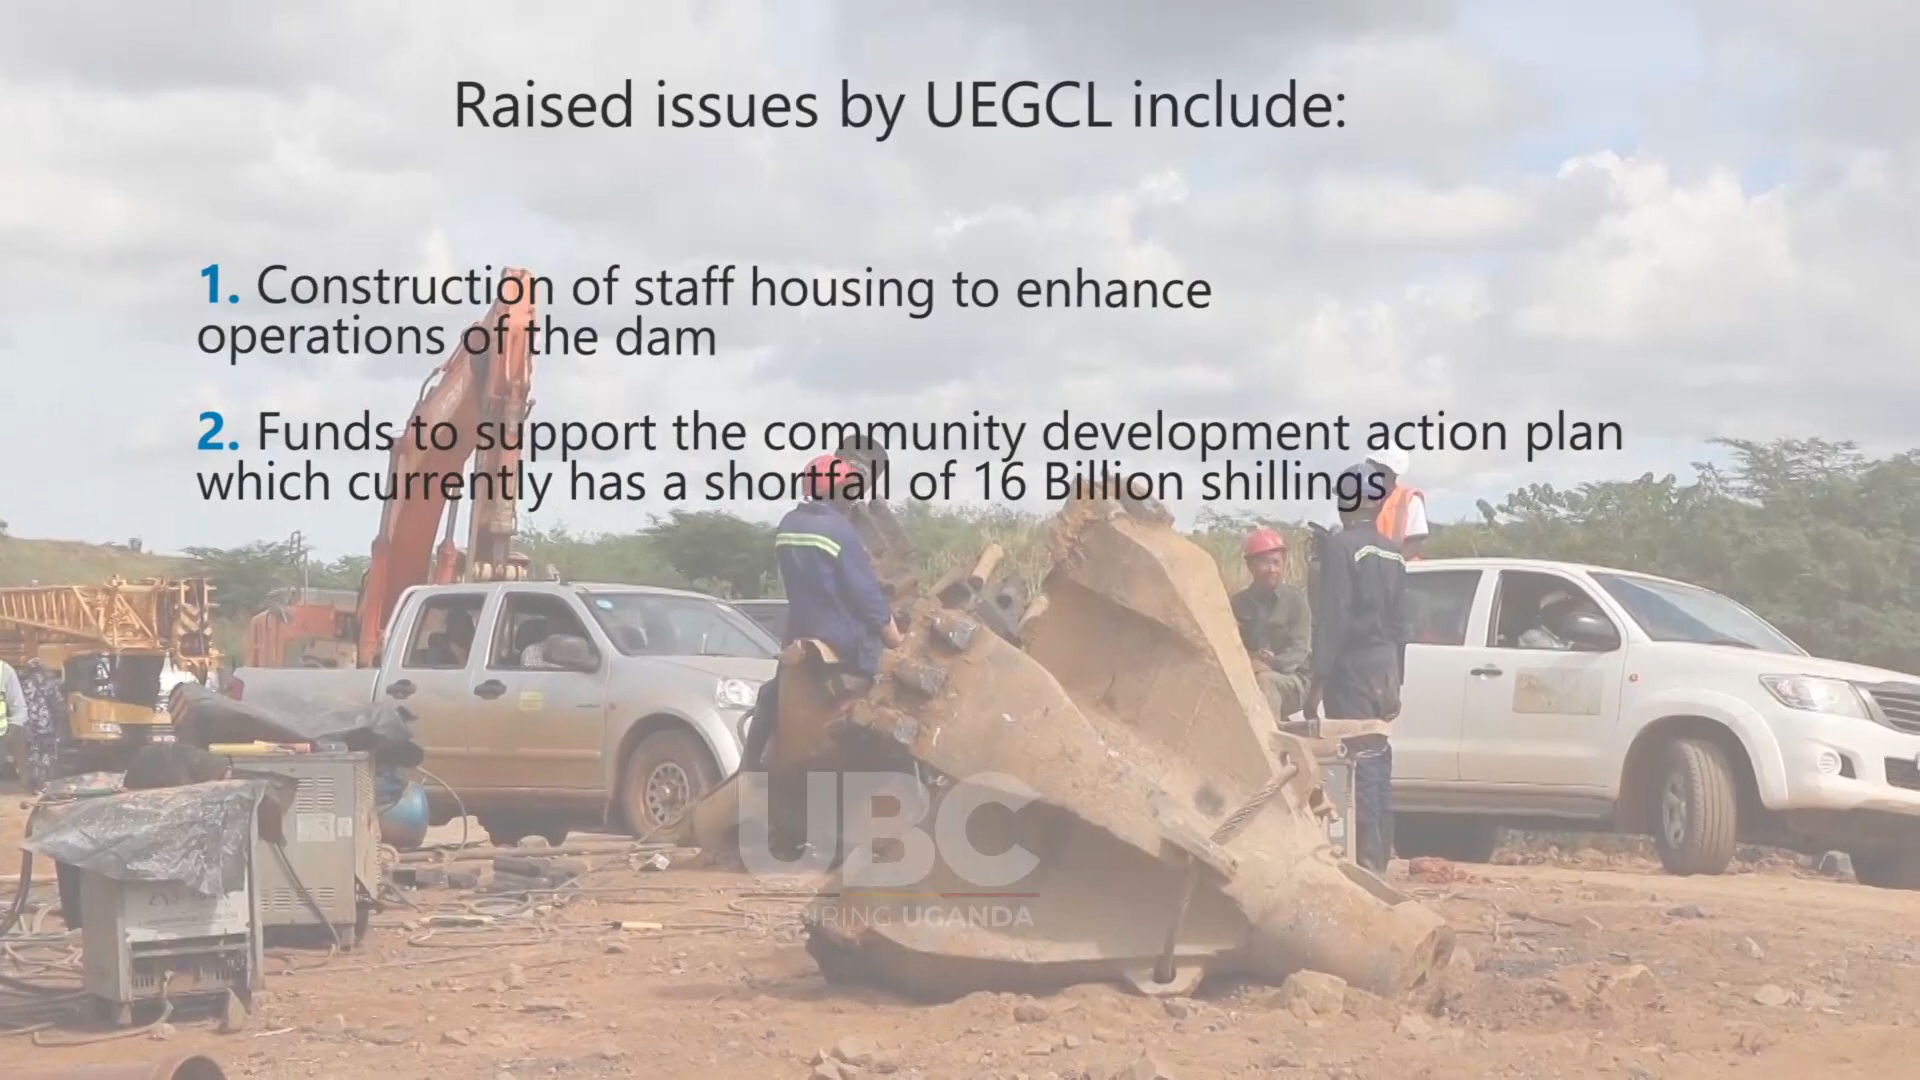 Raised issues by UEGCL include:
1. Construction of staff housing to enhance
operations of the dam
2. Funds to support the community development action plan
which currently has a shortfall of 16 Billion shillings
UBC
INSPIRING UGANDA